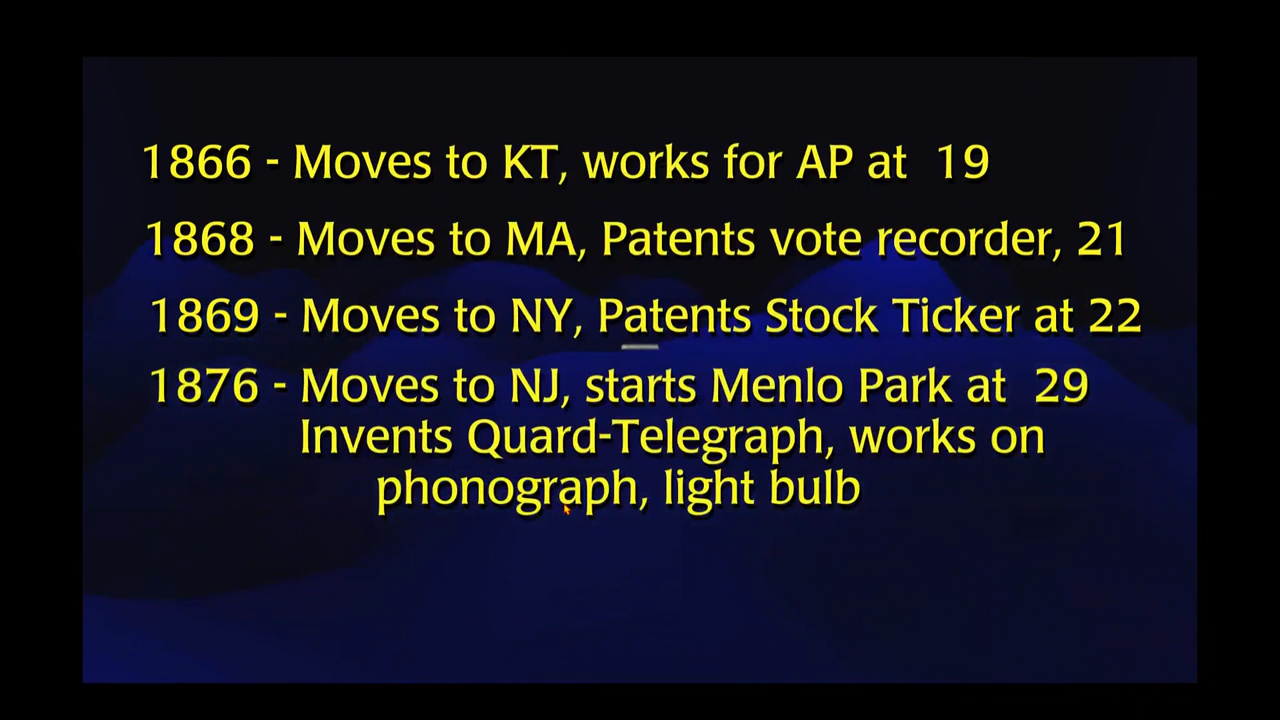 1866 - Moves to KT, works for AP at 19
1868 - Moves to MA, Patents vote recorder, 21
1869 - Moves to NY, Patents Stock Ticker at 22
1876 - Moves to NJ, starts Menlo Park at 29
Invents Quard-Telegraph, works on
phonograph, light bulb